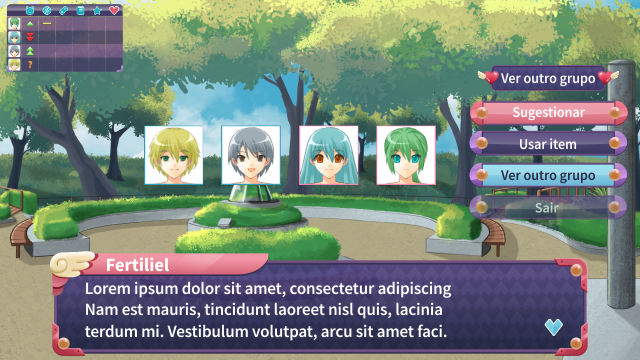 ?
Ver outro grupo
Sugestionar
Usar item
Ver outro grupo
Sair
Fertiliel
Lorem ipsum dolor sit amet, consectetur adipiscing
Nam est mauris, tincidunt laoreet nisl quis, lacinia
terdum mi. Vestibulum volutpat, arcu sit amet faci.